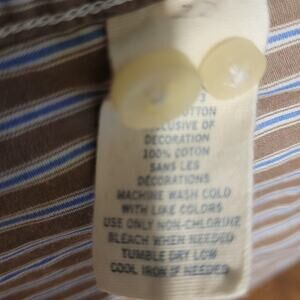 COTTON
EXCLUSIVE OF
DECORATION
100% COTON
SANS LES
DÉCORATIONS
MACHINE WASH COLD
WITH LIKE COLORS
USE ONLY NON-CHLORINE
BLEACH WHEN NEEDED
TUMBLE DRY LOW
COOL IRON IF NEEDED